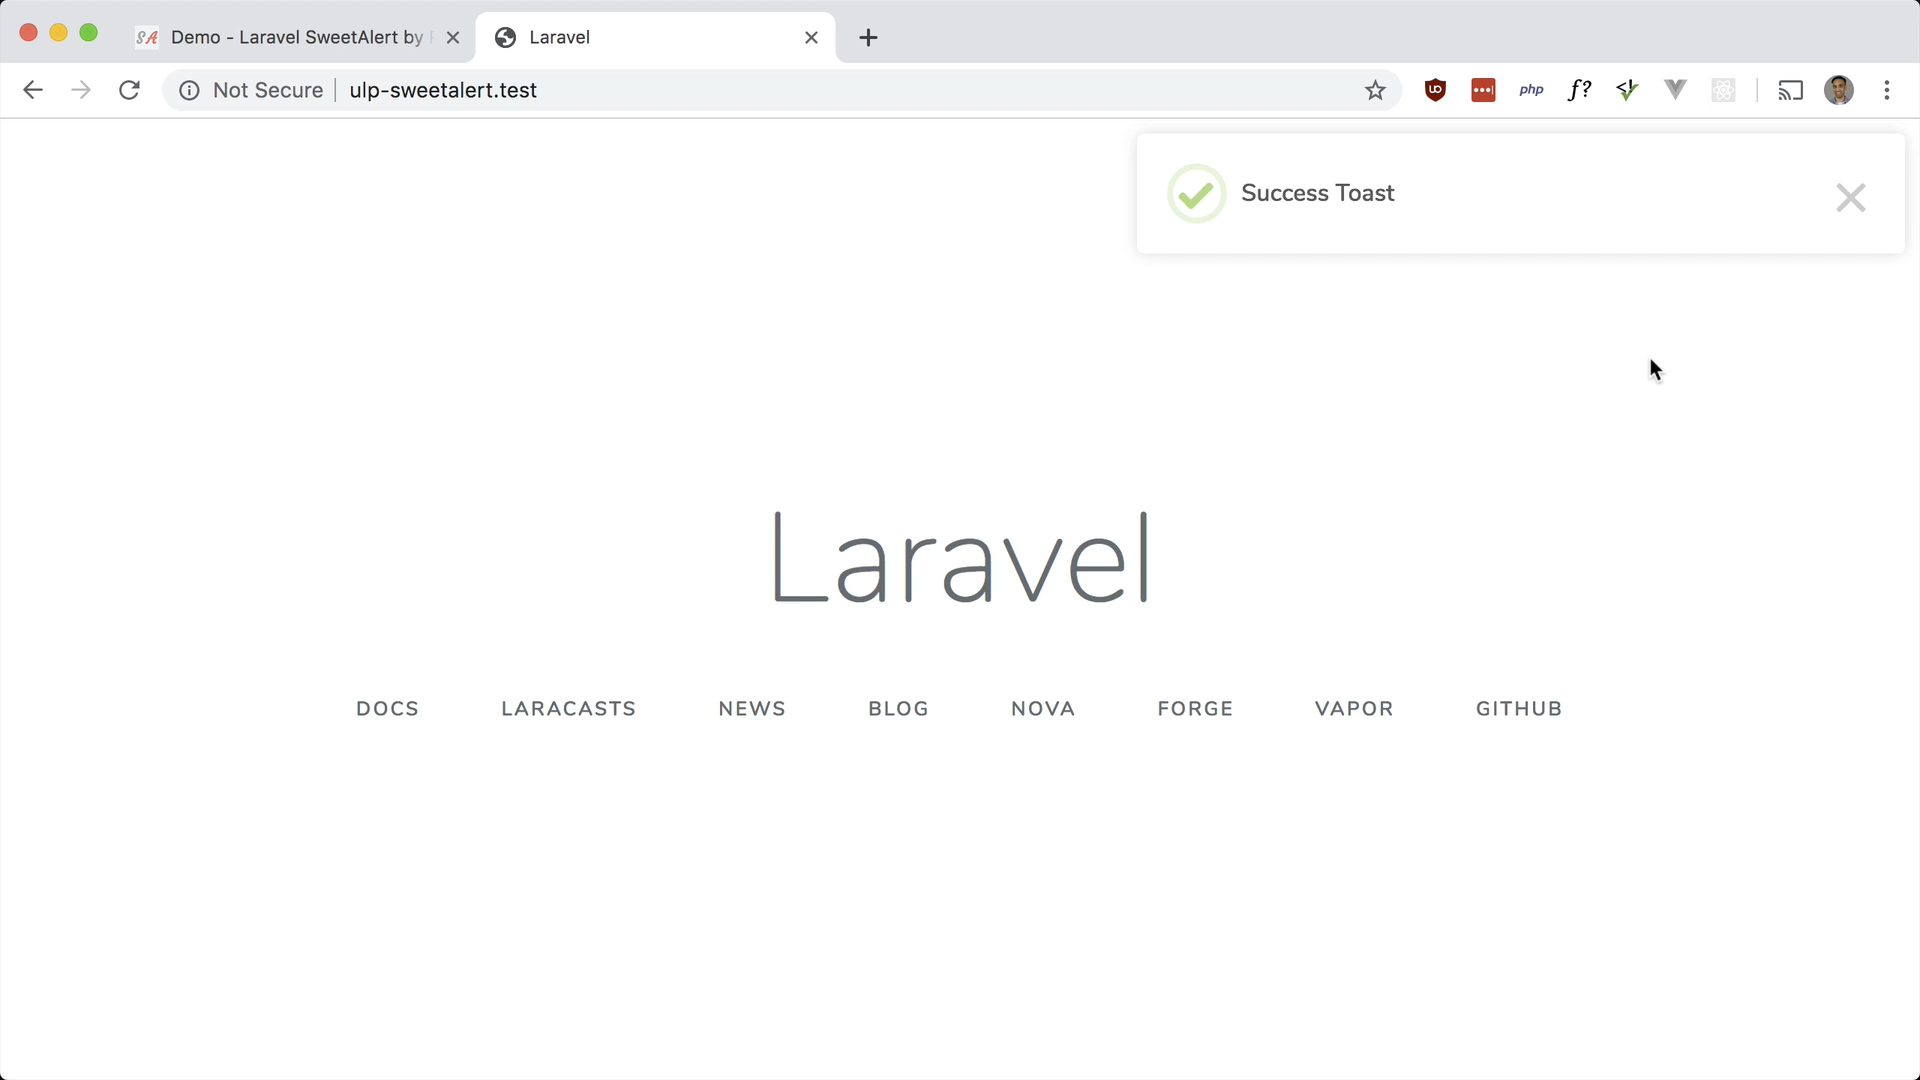 SA Demo - Laravel SweetAlert by
Laravel
Not Secure ulp-sweetalert.test
php f?
Success Toast
Laravel
DOCS LARACASTS NEWS BLOG NOVA FORGE VAPOR GITHUB